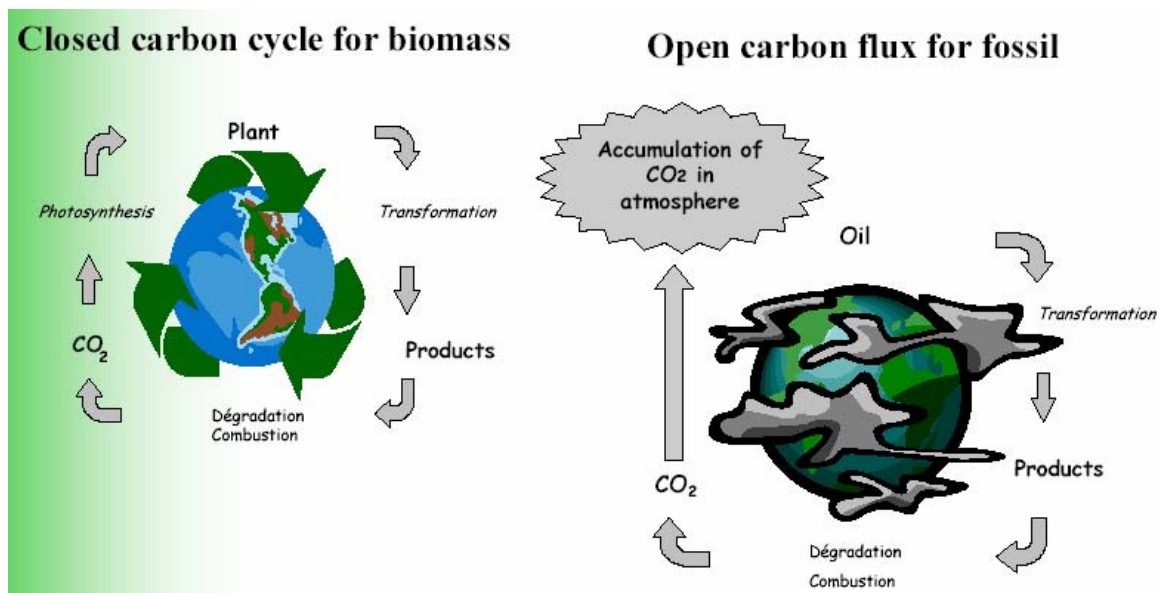 Closed carbon cycle for biomass
Plant
Photosynthesis
Transformation
CO₂
Products
Dégradation
Combustion
Open carbon flux for fossil
Accumulation of
CO2 in
atmosphere
Oil
Transformation
CO₂
Products
Dégradation
Combustion